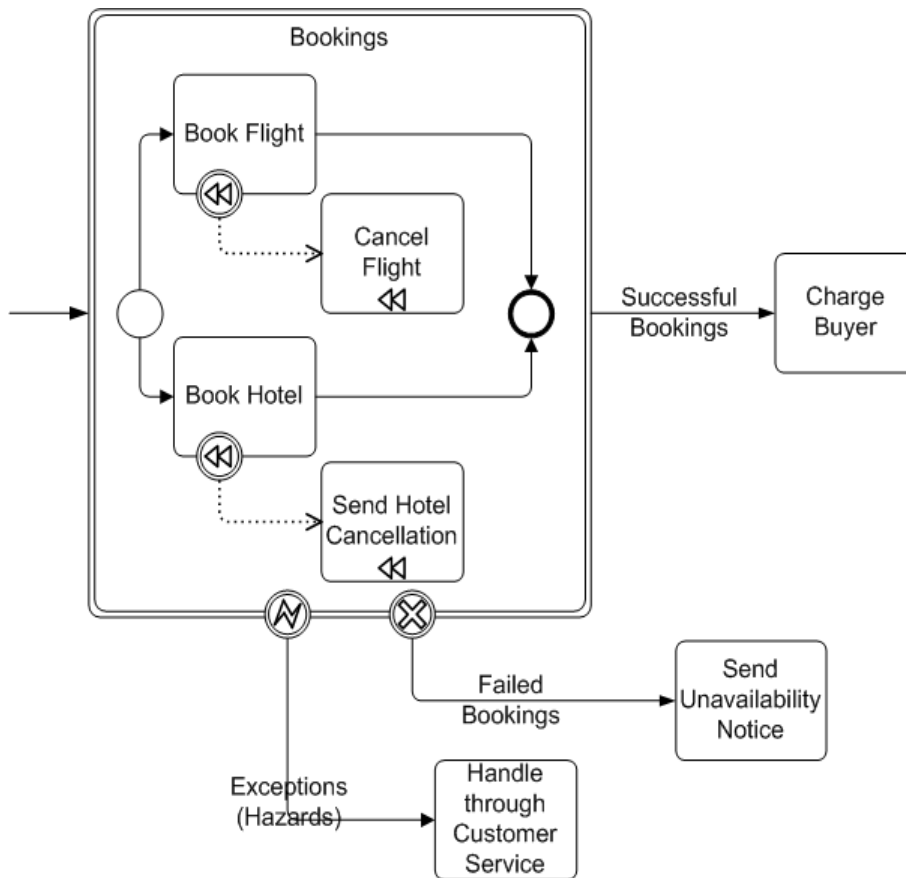 Bookings
Book Flight
Cancel
Flight
Successful
Bookings
Charge
Buyer
Book Hotel
Send Hotel
Cancellation
Failed
Bookings
Send
Unavailability
Notice
Exceptions
(Hazards)
Handle
through
Customer
Service